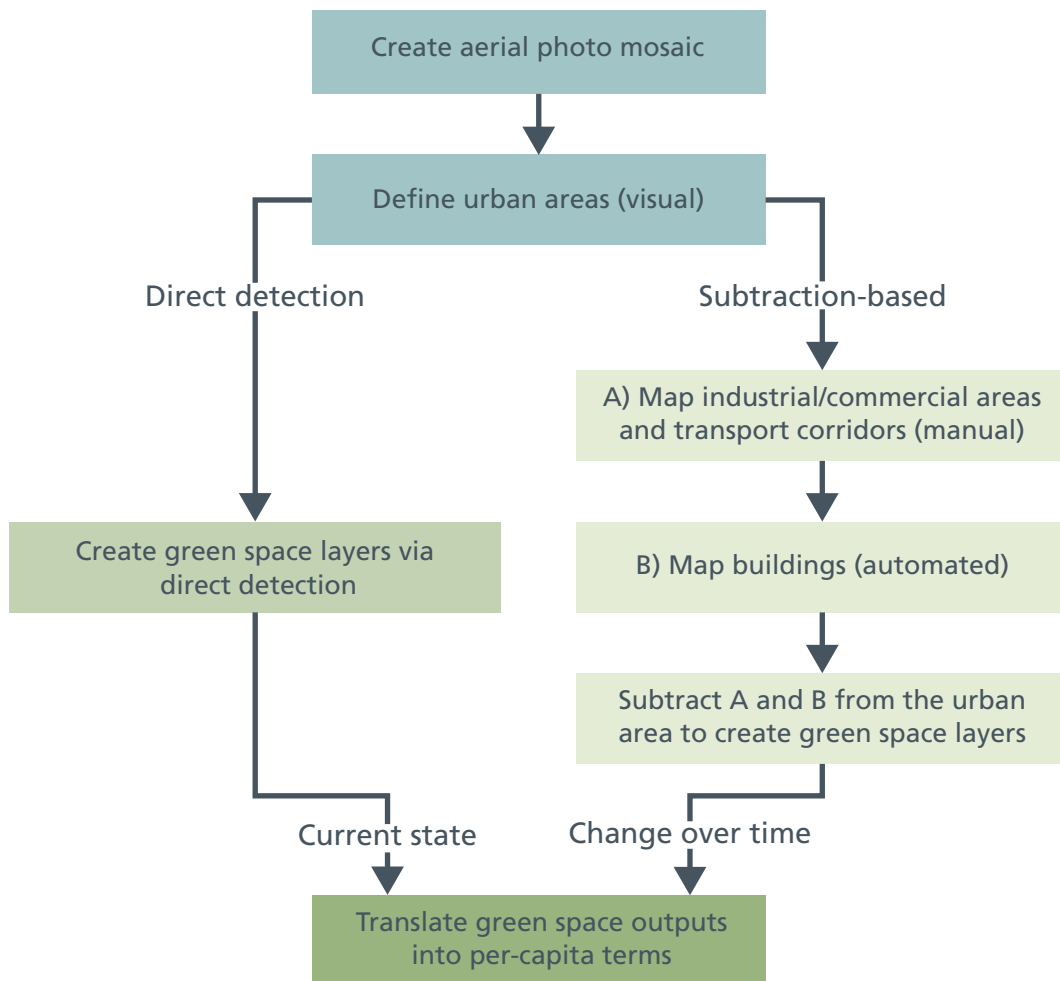 Create aerial photo mosaic
Define urban areas (visual)
Direct detection
Subtraction-based
A) Map industrial/commercial areas
and transport corridors (manual)
Create green space layers via
direct detection
B) Map buildings (automated)
Subtract A and B from the urban
area to create green space layers
Current state
Change over time
Translate green space outputs
into per-capita terms